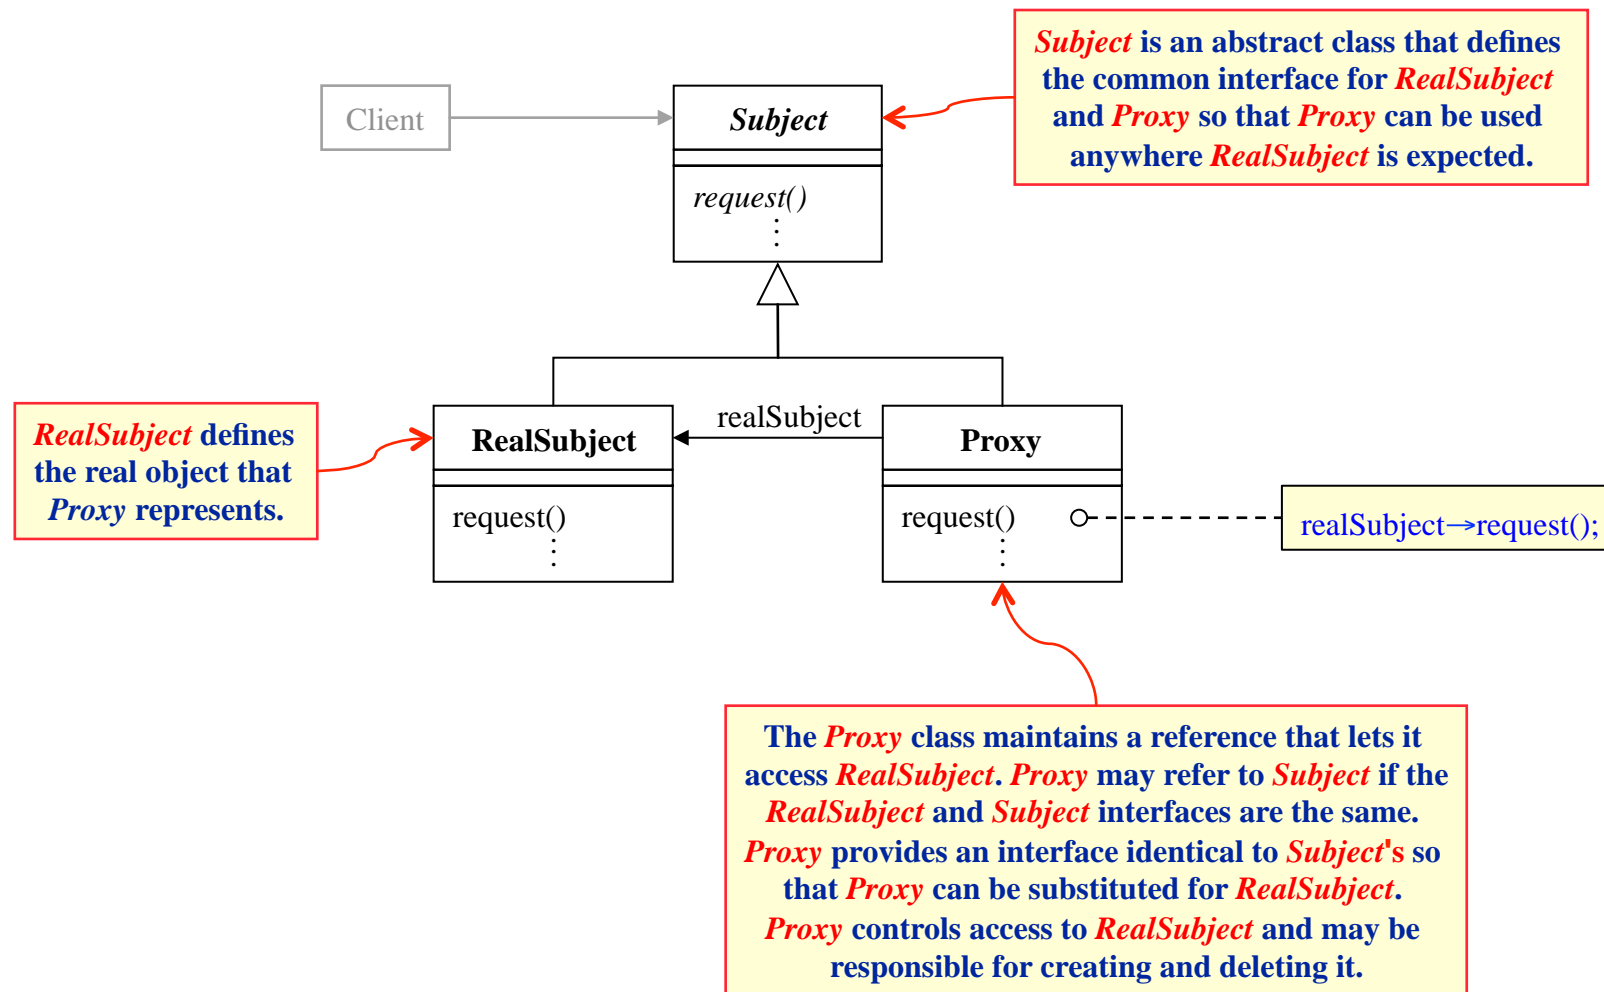 Subject is an abstract class that defines
the common interface for RealSubject
and Proxy so that Proxy can be used
anywhere RealSubject is expected.
Client
Subject
request()
RealSubject defines
the real object that
Proxy represents.
RealSubject
request()
realSubject
Proxy
request()
realSubject→request();
The Proxy class maintains a reference that lets it
access RealSubject. Proxy may refer to Subject if the
RealSubject and Subject interfaces are the same.
Proxy provides an interface identical to Subject's so
that Proxy can be substituted for RealSubject.
Proxy controls access to RealSubject and may be
responsible for creating and deleting it.